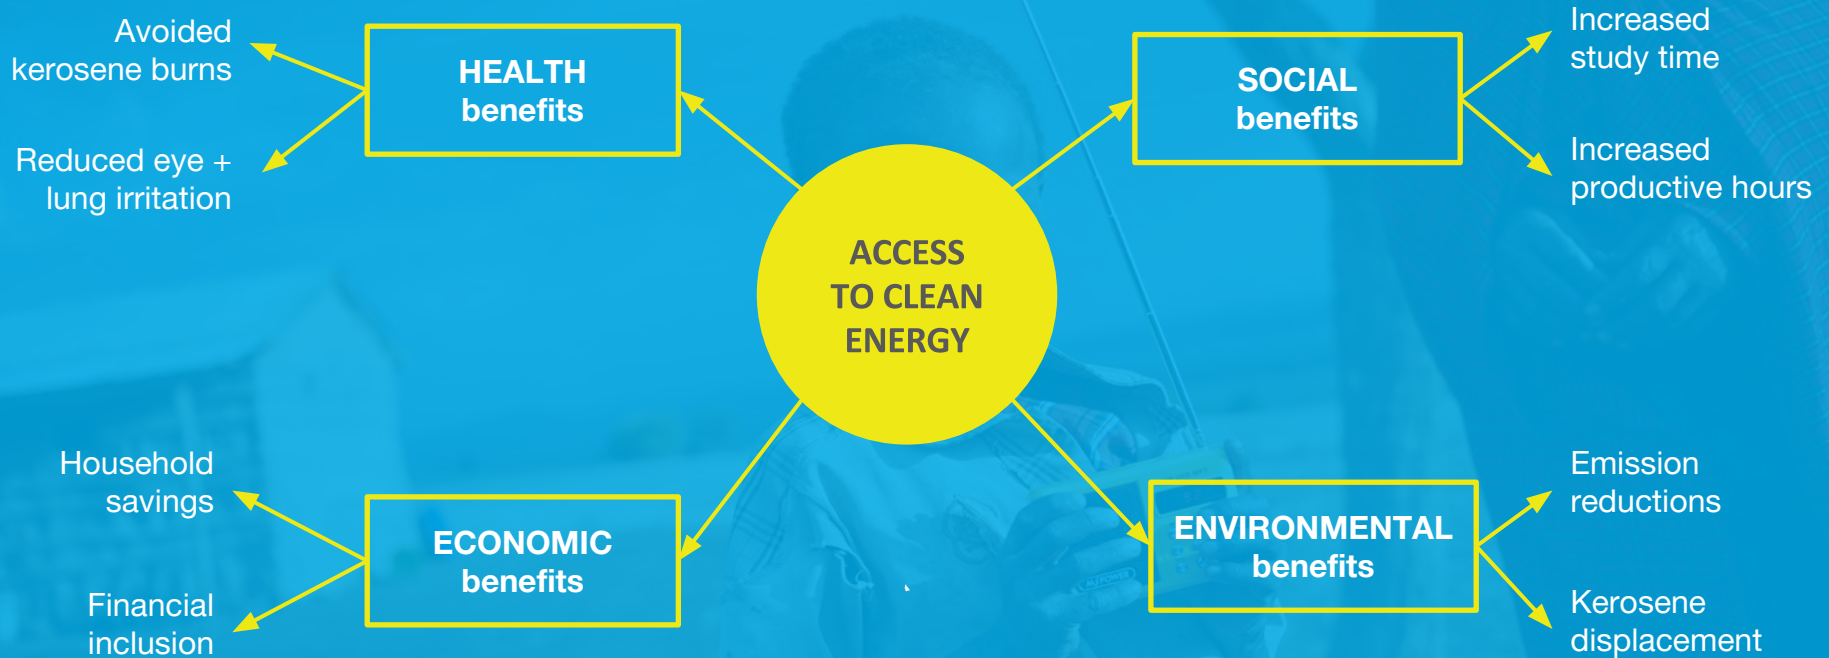 Avoided
kerosene burns
Reduced eye +
lung irritation
HEALTH
benefits
SOCIAL
benefits
Increased
study time
Increased
productive hours
ACCESS
TO CLEAN
ENERGY
Household
savings
Financial
inclusion
ECONOMIC
benefits
ENVIRONMENTAL
benefits
Emission
reductions
Kerosene
displacement